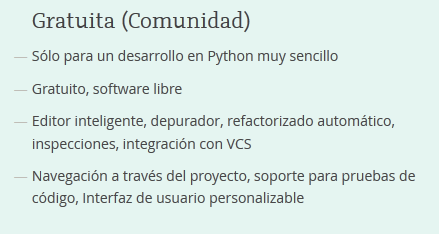 Gratuita (Comunidad)
— Sólo para un desarrollo en Python muy sencillo
— Gratuito, software libre
— Editor inteligente, depurador, refactorizado automático,
inspecciones, integración con VCS
— Navegación a través del proyecto, soporte para pruebas de
código, Interfaz de usuario personalizable